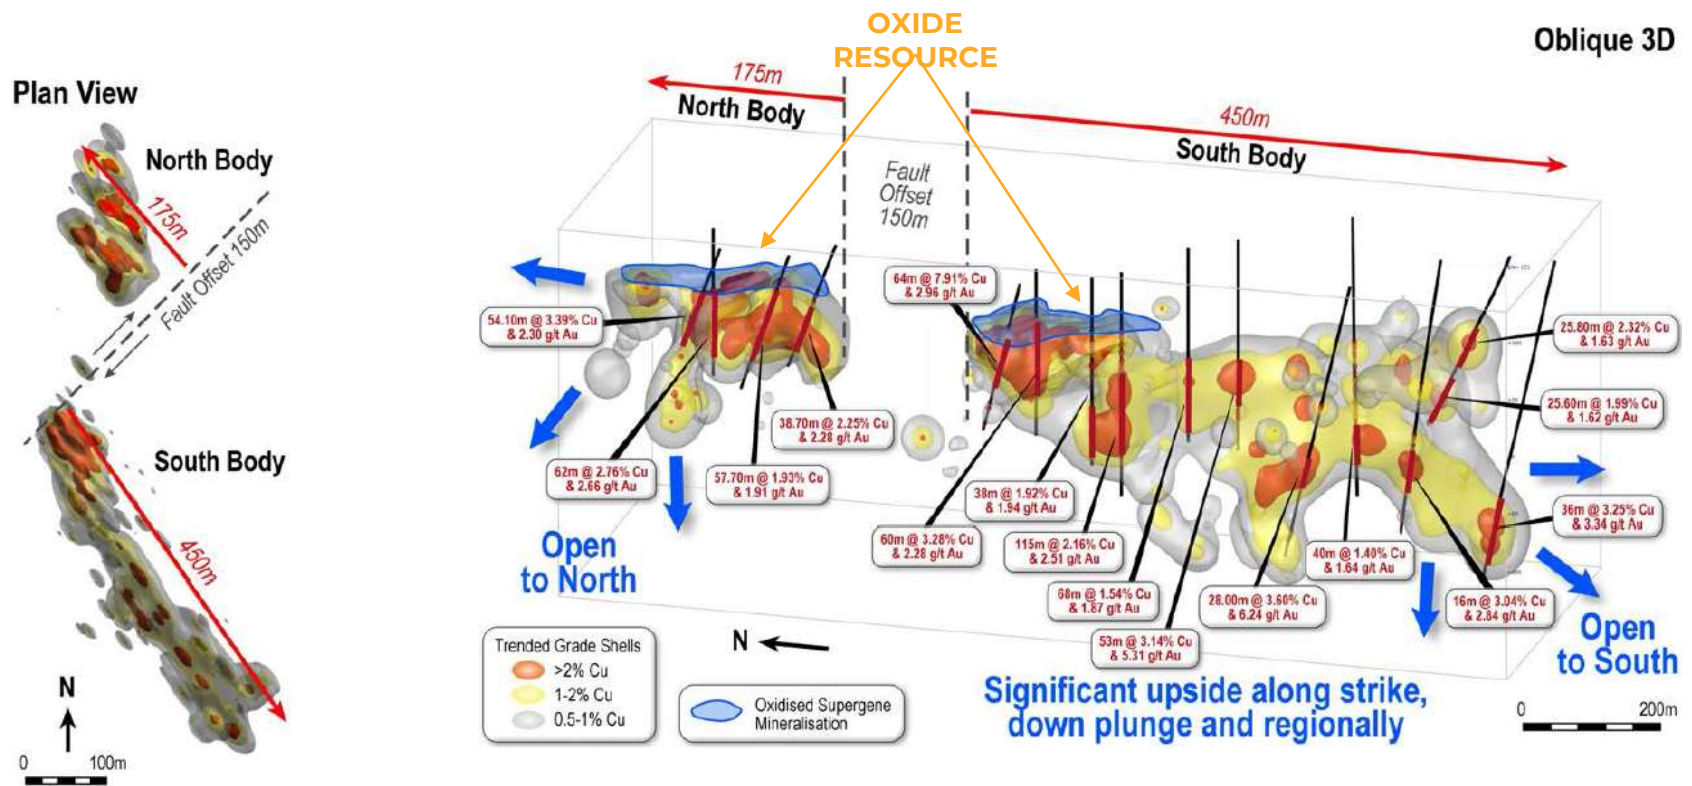 Plan View
North Body
175m
Fault Offset 150m
South Body
450m
N
0
100m
OXIDE
RESOURCE
Oblique 3D
175m
North Body
450m
South Body
Fault
Offset
150m
64m @ 7.91% Cu
& 2.96 g/t Au
54.10m @ 3.39% Cu
& 2.30 g/t Au
25.80m @ 2.32% Cu
& 1.63 g/t Au
25.60m @ 1.99% Cu
& 1.62 g/t Au
38.70m @ 2.25% Cu
& 2.28 g/t Au
62m @ 2.76% Cu
& 2.66 g/t Au
57.70m @ 1.93% Cu
& 1.91 g/t Au
38m @ 1.92% Cu
& 1.94 g/t Au
36m @ 3.25% Cu
& 3.34 g/t Au
60m @ 3.28% Cu
& 2.28 g/t Au
115m @ 2.16% Cu
& 2.51 g/t Au
40m @ 1.40% Cu
& 1.64 g/t Au
68m @ 1.54% Cu
& 1.87 g/t Au
28.00m @ 3.60% Cu
& 6.24 g/t Au
16m @ 3.04% Cu
& 2.84 g/t Au
53m @ 3.14% Cu
& 5.31 g/t Au
Open
to North
Open
to South
N
Trended Grade Shells
>2% Cu
1-2% Cu
0.5-1% Cu
Oxidised Supergene
Mineralisation
Significant upside along strike,
down plunge and regionally
0
200m